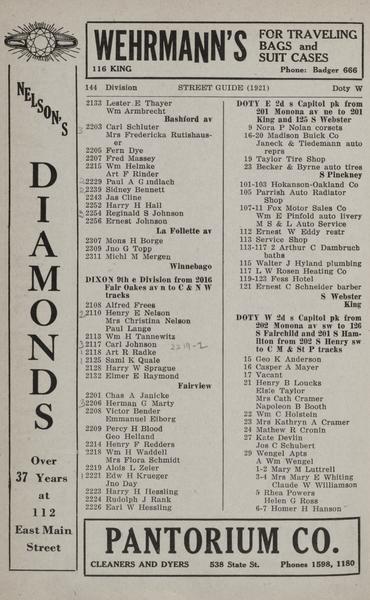 WEHRMANN'S
116 KING
FOR TRAVELING
BAGS and
SUIT CASES
Phone: Badger 666
NELSON'S
DIAMONDS
Over
37 Years
at
112
East Main
Street
144 Division STREET GUIDE (1921) Doty W
2133 Lester E Thayer
Wm Armbrecht
Bashford av
2203 Carl Schluter
Mrs Fredericka Rutishauser
2205 Fern Dye
2207 Fred Massey
2215 Wm Helmke
Art F Rinder
2229 Paul A Gundlach
2239 Sidney Bennett
2243 Jas Cline
2252 Harry H Hall
2254 Reginald S Johnson
2256 Ernest Johnson
La Follette av
2307 Mons H Borge
2309 Jno G Topp
2311 Michl M Mergen
Winnebago
DIXON 9th e Division from 2016
Fair Oakes av n to C & N W
tracks
2108 Alfred Frees
2110 Henry E Nelson
Mrs Christina Nelson
Paul Lange
2113 Wm H Tannewitz
2117 Carl Johnson 2219-2
2118 Art R Radke
2125 Saml K Quale
2128 Harry W Sprague
2132 Elmer E Raymond
Fairview
2201 Chas A Janicke
2206 Herman G Marty
2208 Victor Bender
Emmanuel Elborg
2209 Percy H Blood
Geo Helland
2214 Henry F Redders
2218 Wm H Waddell
Mrs Flora Schmidt
2219 Alois L Zeier
2221 Edw H Krueger
Jno Day
2223 Harry H Hessling
2224 Rudolph J Rank
2226 Earl W Hessling
DOTY E 2d s Capitol pk from
201 Monona av ne to 201
King and 125 S Webster
9 Nora P Nolan corsets
16-20 Madison Buick Co
Janeck & Tiedemann auto
reprs
19 Taylor Tire Shop
23 Becker & Byrne auto tires
S Pinckney
101-103 Hokanson-Oakland Co
105 Parrish Auto Radiator
Shop
107-11 Fox Motor Sales Co
Wm E Pinfold auto livery
M S & L Auto Service
112 Ernest W Eddy restr
113 Service Shop
113-117 2 Arthur C Dambruch
baths
115 Walter J Hyland plumbing
117 L W Rosen Heating Co
119-123 Fess Hotel
121 Ernest C Schneider barber
S Webster
King
DOTY W 2d s Capitol pk from
202 Monona av sw to 126
S Fairchild and 201 S Hamilton
from 202 S Henry sw
to C M & St P tracks
15 Geo K Anderson
16 Casper A Mayer
17 Vacant
21 Henry B Loucks
Elsie Taylor
Mrs Cath Cramer
Napoleon B Booth
22 Wm C Holstein
23 Mrs Kathryn A Cramer
24 Mathew R Cronin
27 Kate Devlin
Jos C Schubert
29 Wengel Apts
A Wm Wengel
1-2 Mary M Luttrell
3-4 Mrs Mary E Whiting
Claude W Williamson
5 Rhea Powers
Helen G Ross
6-7 Homer H Hanson
PANTORIUM CO.
CLEANERS AND DYERS 538 State St. Phones 1598, 1180